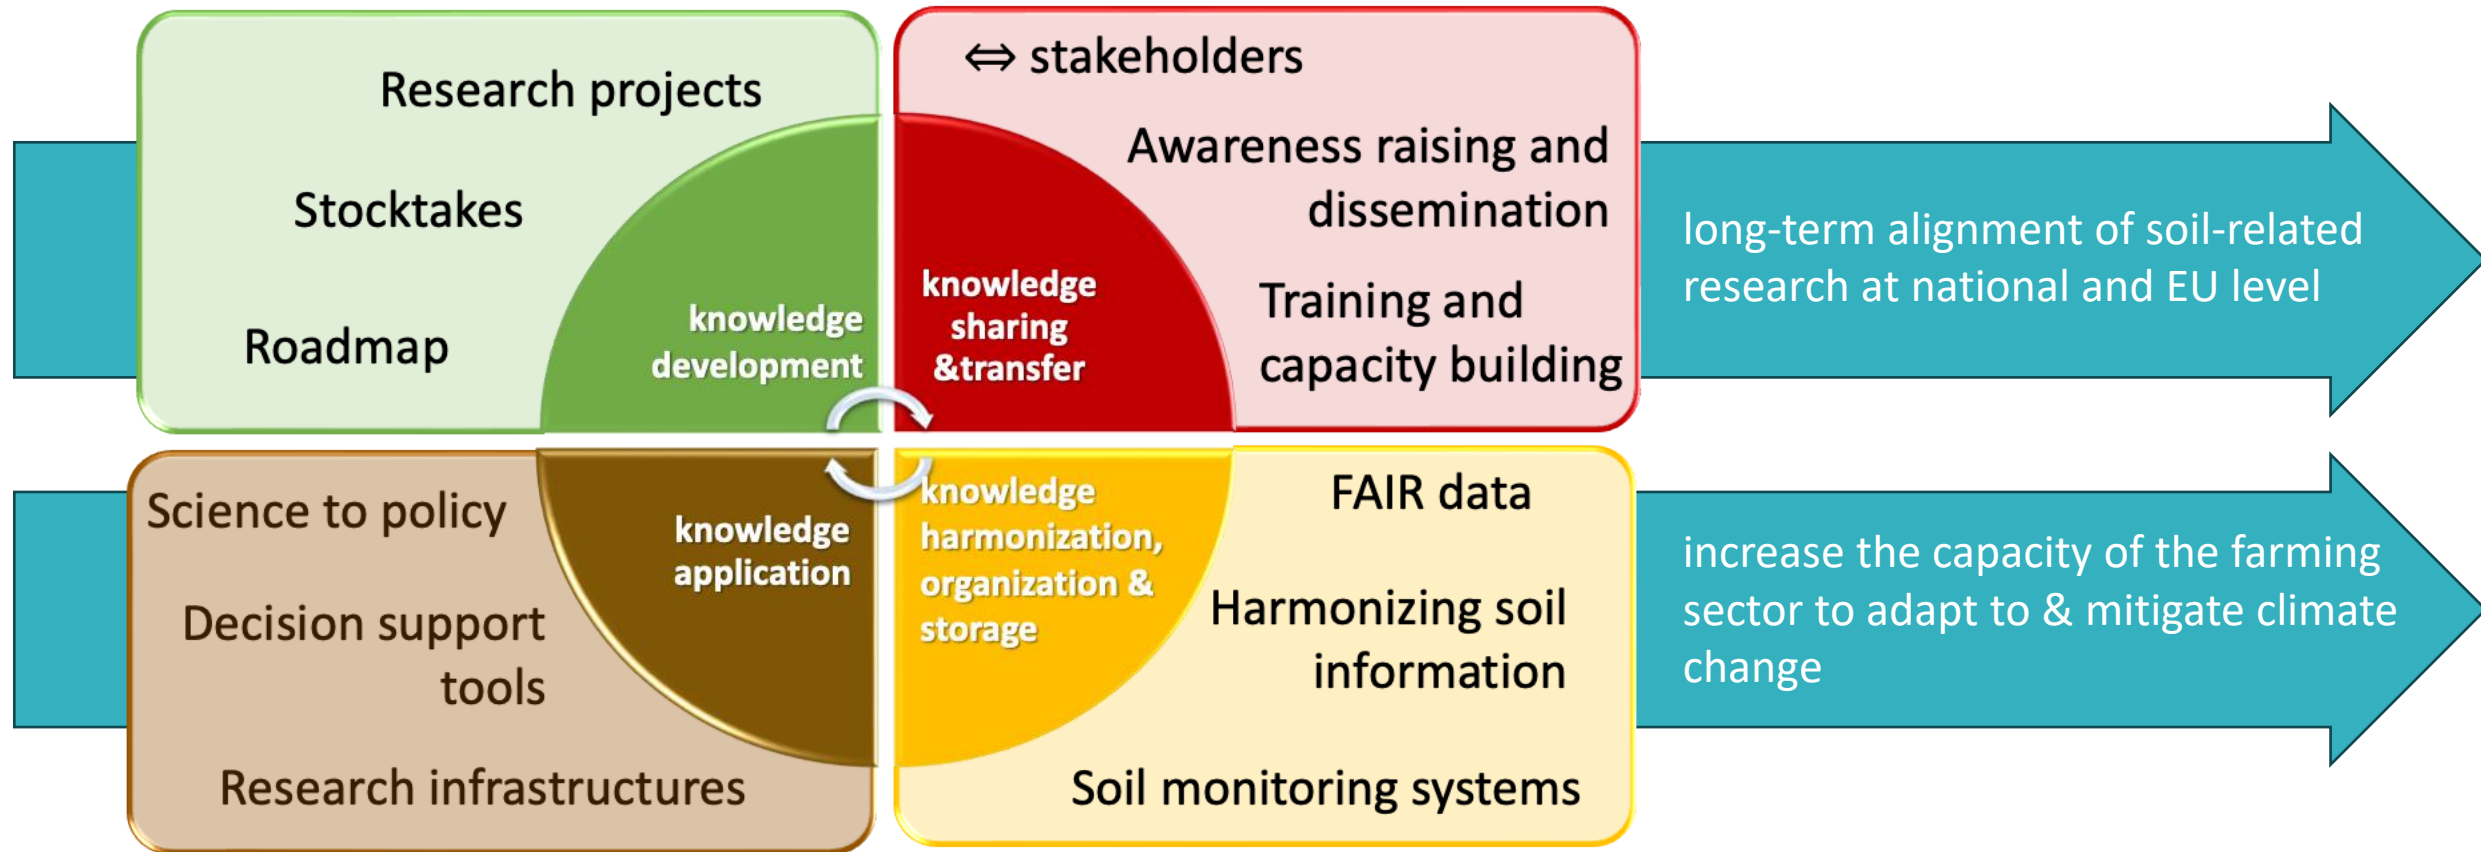 Research projects
Stocktakes
Roadmap
knowledge
development
⇔ stakeholders
Awareness raising and
dissemination
Training and
capacity building
knowledge
sharing
&transfer
long-term alignment of soil-related
research at national and EU level
Science to policy
Decision support
tools
Research infrastructures
knowledge
application
knowledge
harmonization,
organization &
storage
FAIR data
Harmonizing soil
information
Soil monitoring systems
increase the capacity of the farming
sector to adapt to & mitigate climate
change